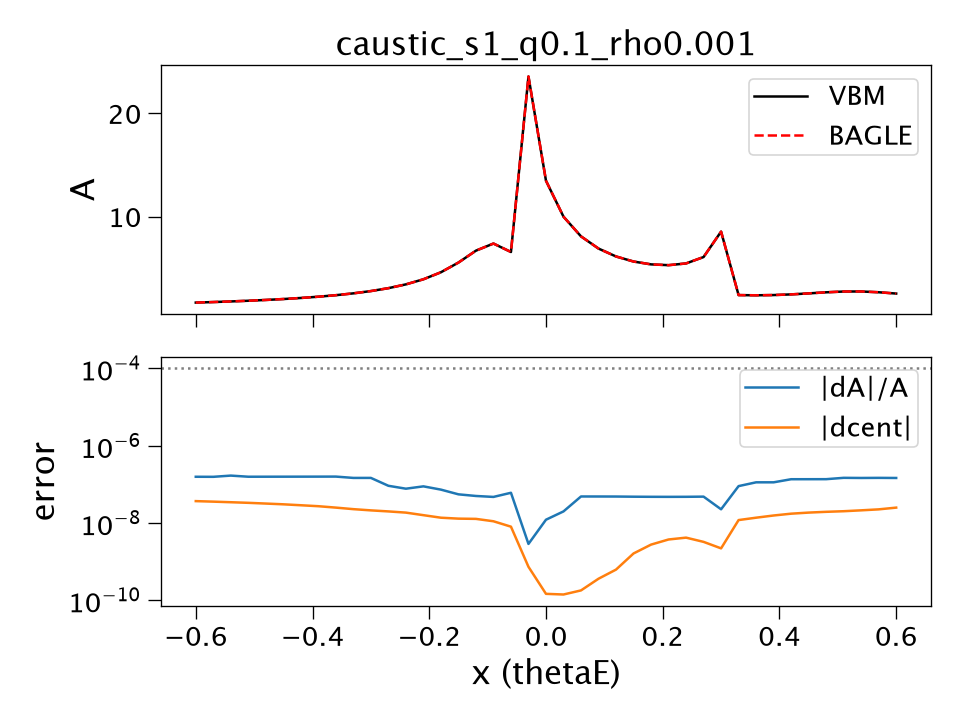 caustic_s1_q0.1_rho0.001
20
10
A
VBM
BAGLE
10⁻⁴
10⁻⁶
10⁻⁸
10⁻¹⁰
error
|dA|/A
|dcent|
−0.6 −0.4 −0.2 0.0 0.2 0.4 0.6
x (thetaE)